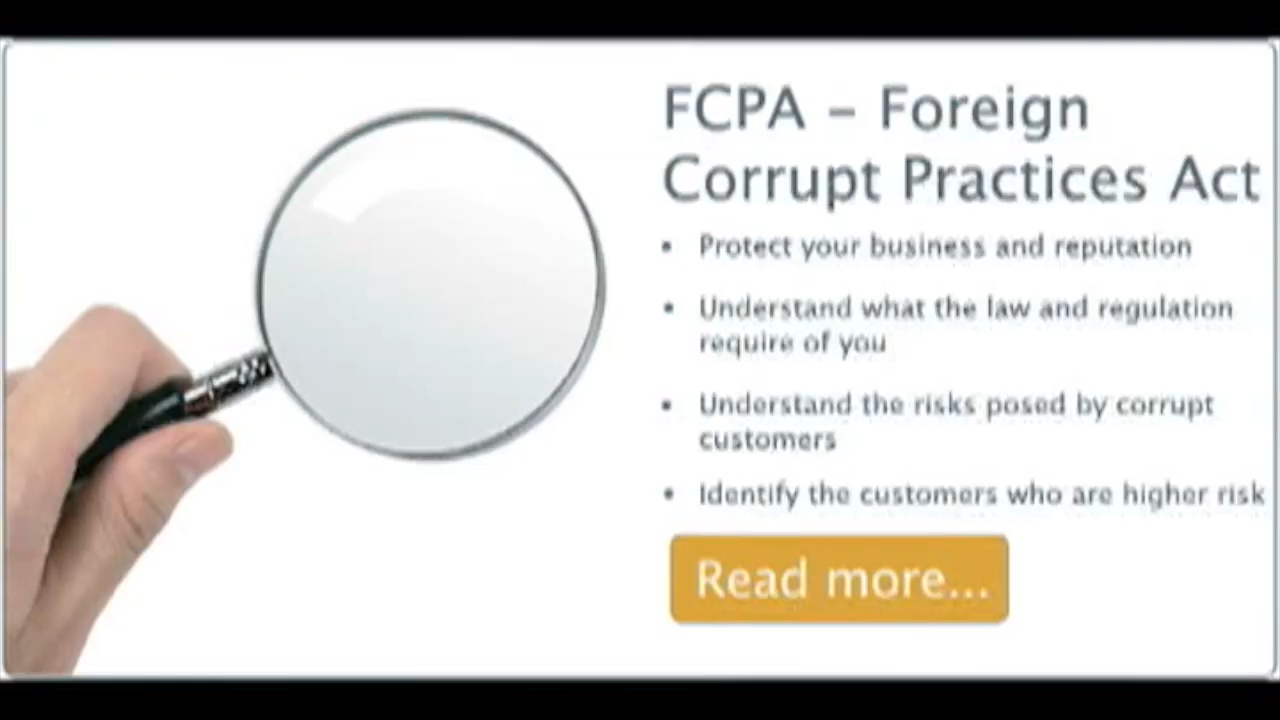 FCPA – Foreign
Corrupt Practices Act
• Protect your business and reputation
• Understand what the law and regulation
require of you
• Understand the risks posed by corrupt
customers
• Identify the customers who are higher risk
Read more...